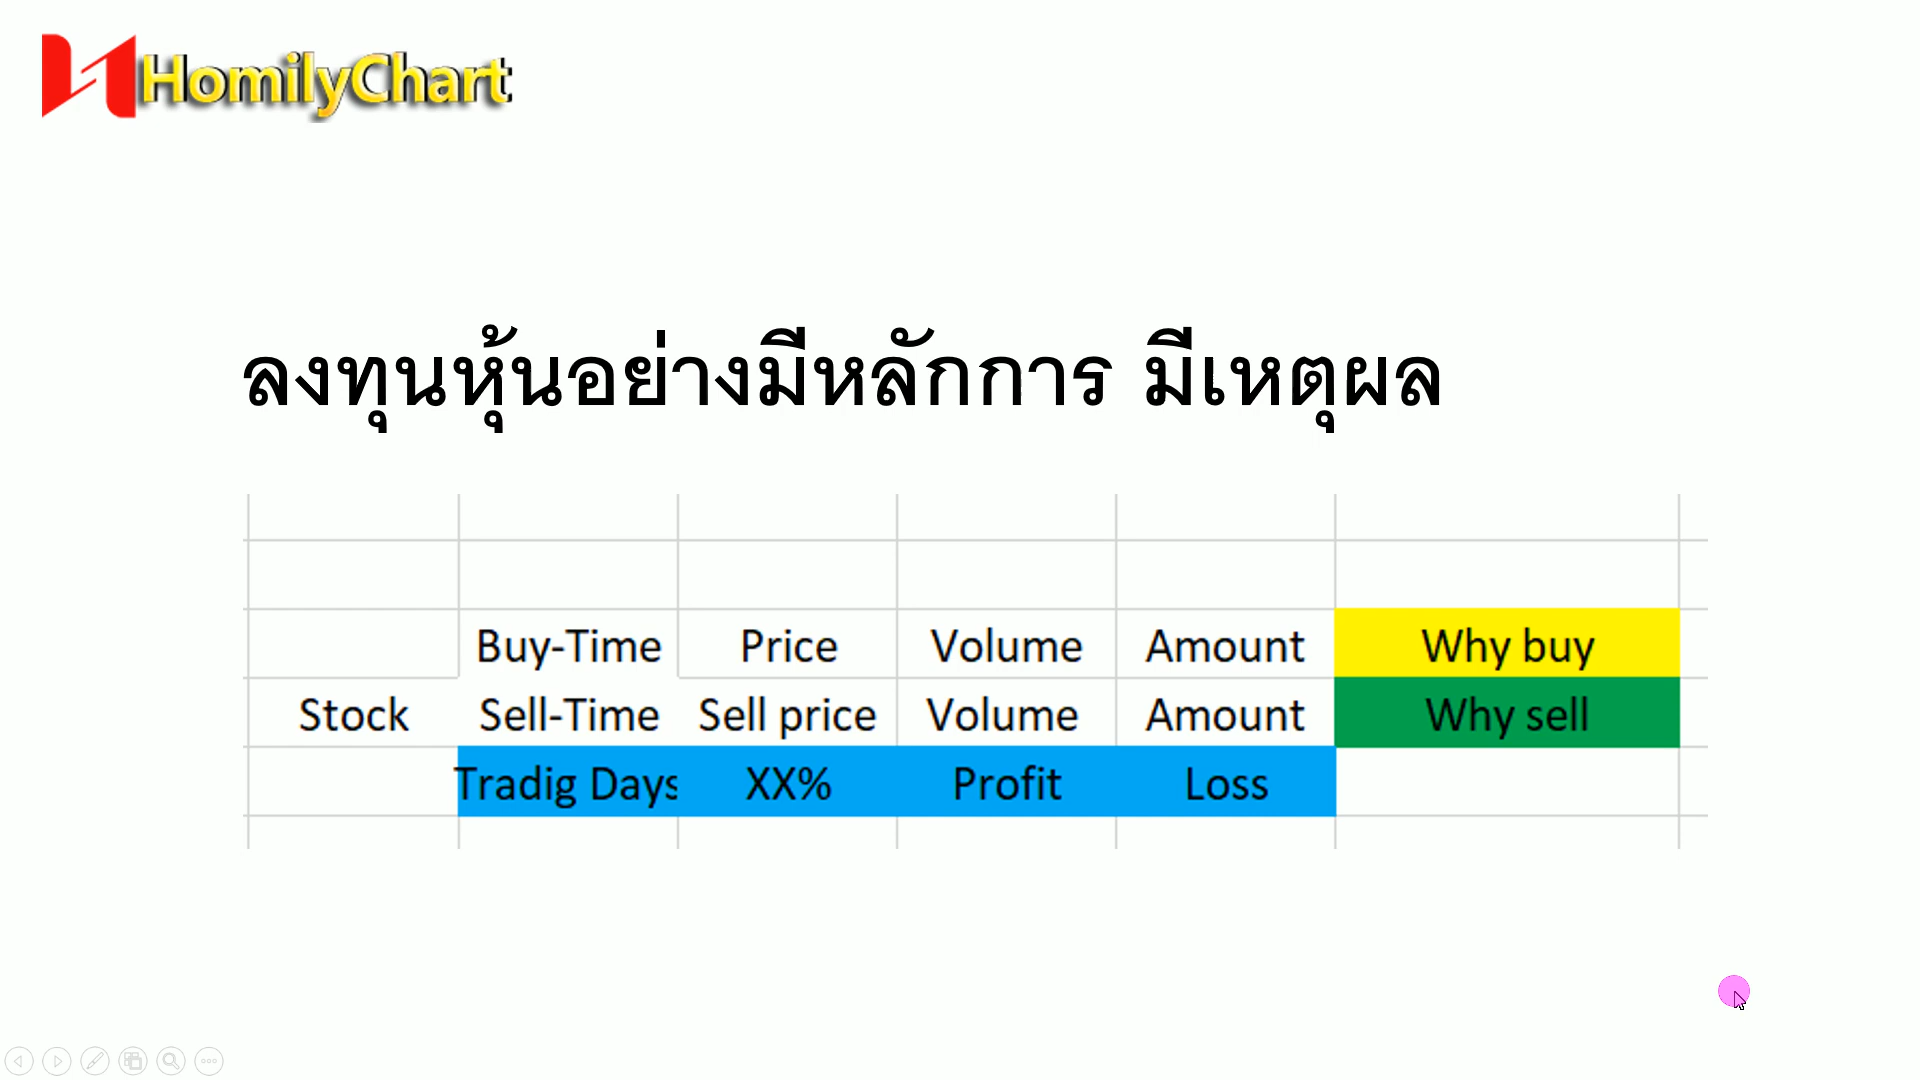 HomilyChart
ลงทุนหุ้นอย่างมีหลักการ มีเหตุผล
Buy-Time Price Volume Amount Why buy
Stock Sell-Time Sell price Volume Amount Why sell
Tradig Days XX% Profit Loss